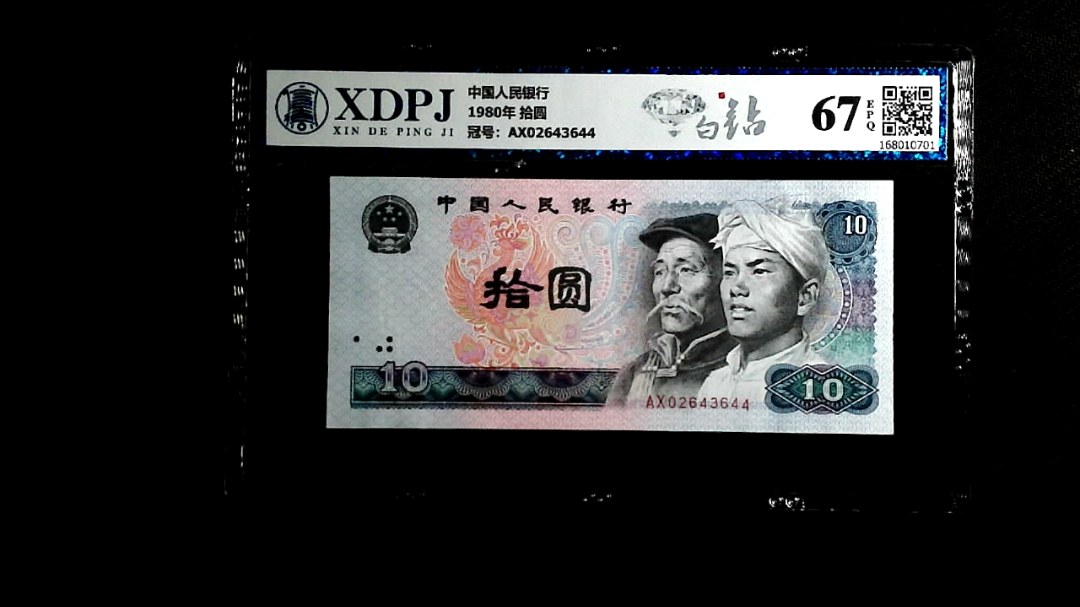 XDPJ
XIN DE PING JI
中国人民银行
1980年 拾圆
冠号：AX02643644
白钻
67
EPQ
168010701
中国人民银行
10
拾圆
10
AX02643644
10